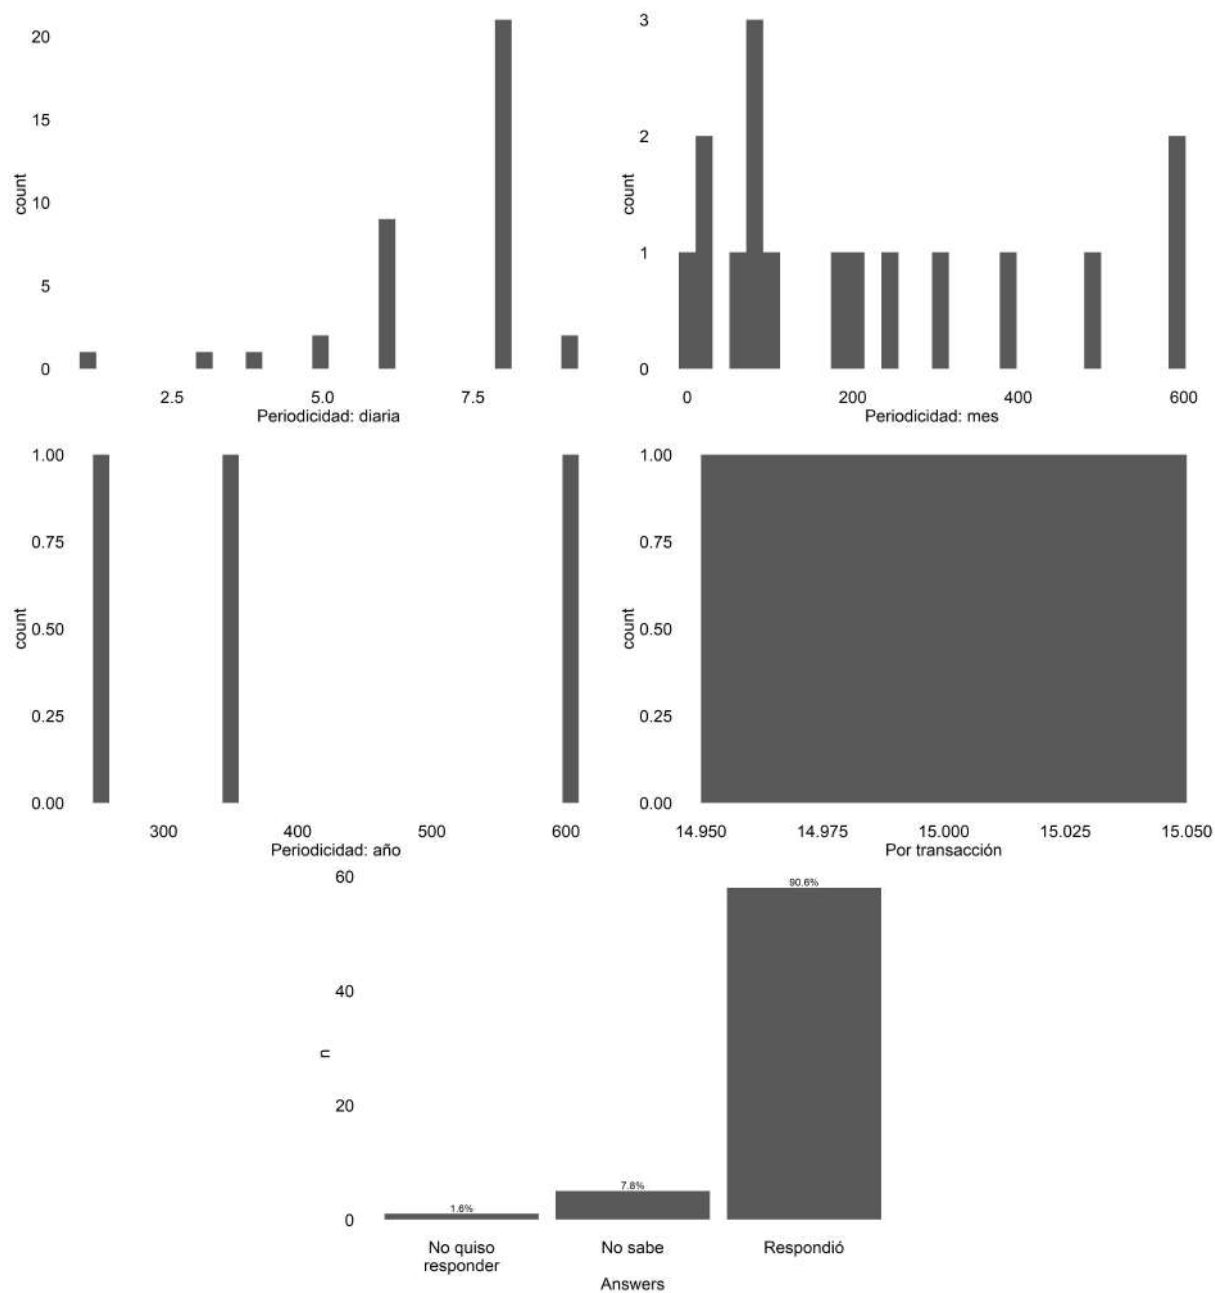 20
15
10
5
0
count
2.5 5.0 7.5
Periodicidad: diaria
3
2
1
0
count
0 200 400 600
Periodicidad: mes
1.00
0.75
0.50
0.25
0.00
count
300 400 500 600
Periodicidad: año
1.00
0.75
0.50
0.25
0.00
count
14.950 14.975 15.000 15.025 15.050
Por transacción
60
40
20
0
n
1.6%
7.8%
90.6%
No quiso
responder
No sabe
Respondió
Answers